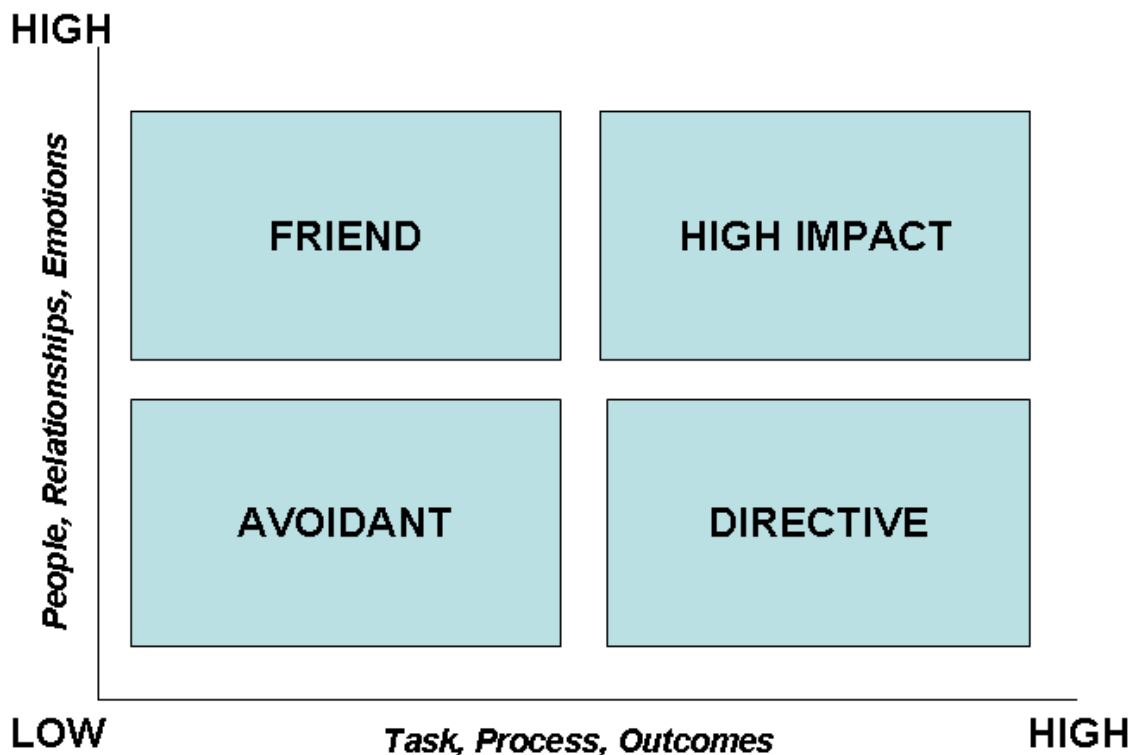 HIGH
People, Relationships, Emotions
FRIEND
HIGH IMPACT
AVOIDANT
DIRECTIVE
LOW
Task, Process, Outcomes
HIGH